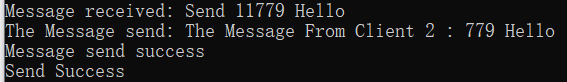 Message received: Send 11779 Hello
The Message send: The Message From Client 2 : 779 Hello
Message send success
Send Success